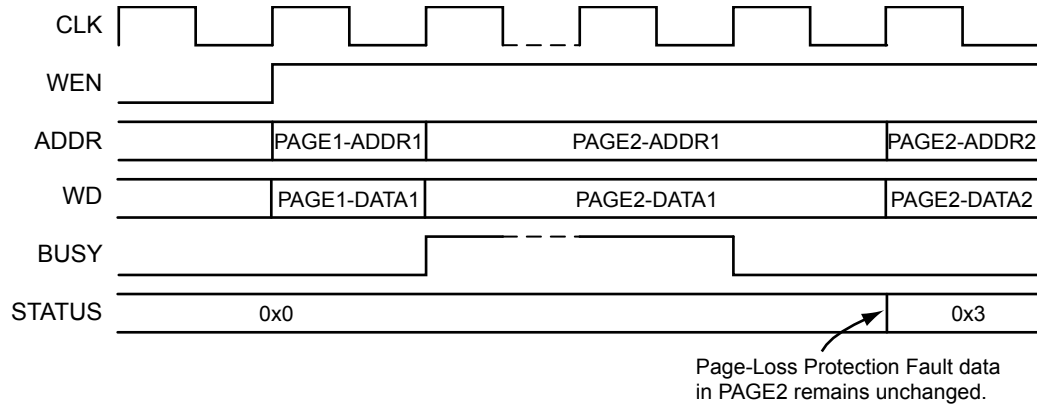 CLK
WEN
ADDR PAGE1-ADDR1 PAGE2-ADDR1 PAGE2-ADDR2
WD PAGE1-DATA1 PAGE2-DATA1 PAGE2-DATA2
BUSY
STATUS 0x0 0x3
Page-Loss Protection Fault data
in PAGE2 remains unchanged.